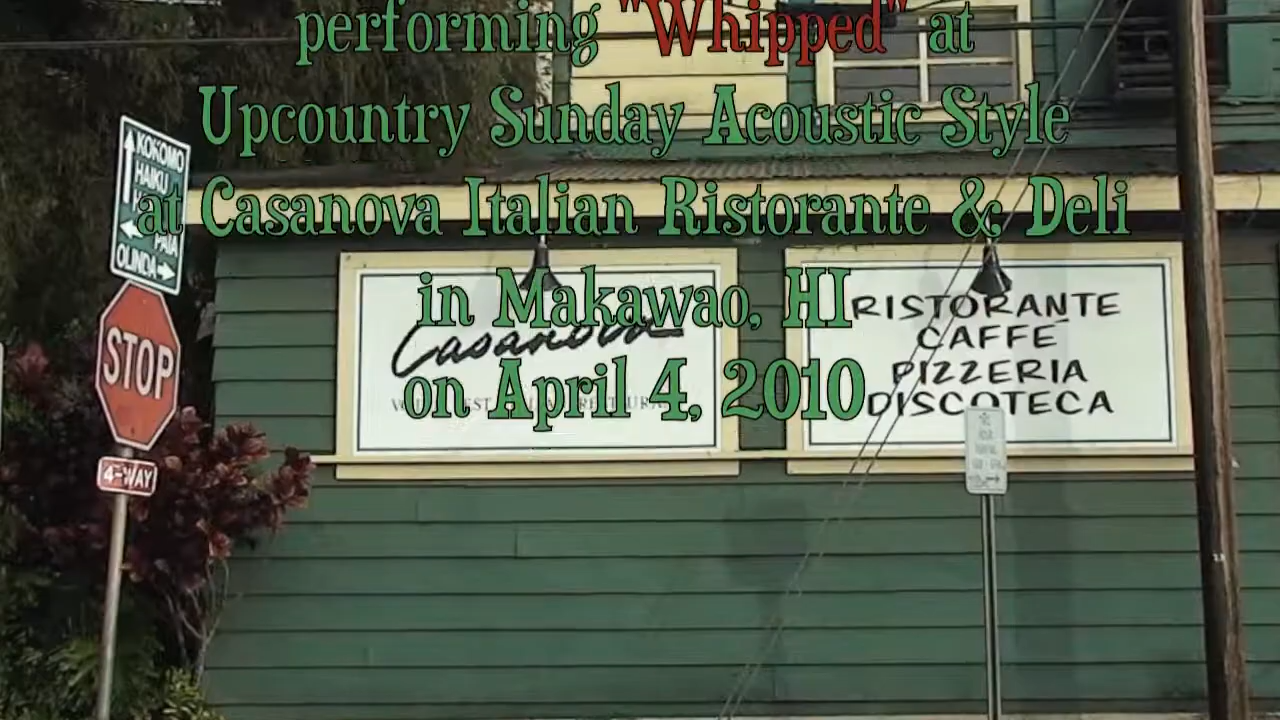 performing "Whipped" at
Upcountry Sunday Acoustic Style
at Casanova Italian Ristorante & Deli
in Makawao, HI
on April 4, 2010
KOKOMO
HAIKU
PAIA
OLINDA
STOP
4-WAY
Casanova
RISTORANTE
CAFFE
PIZZERIA
DISCOTECA